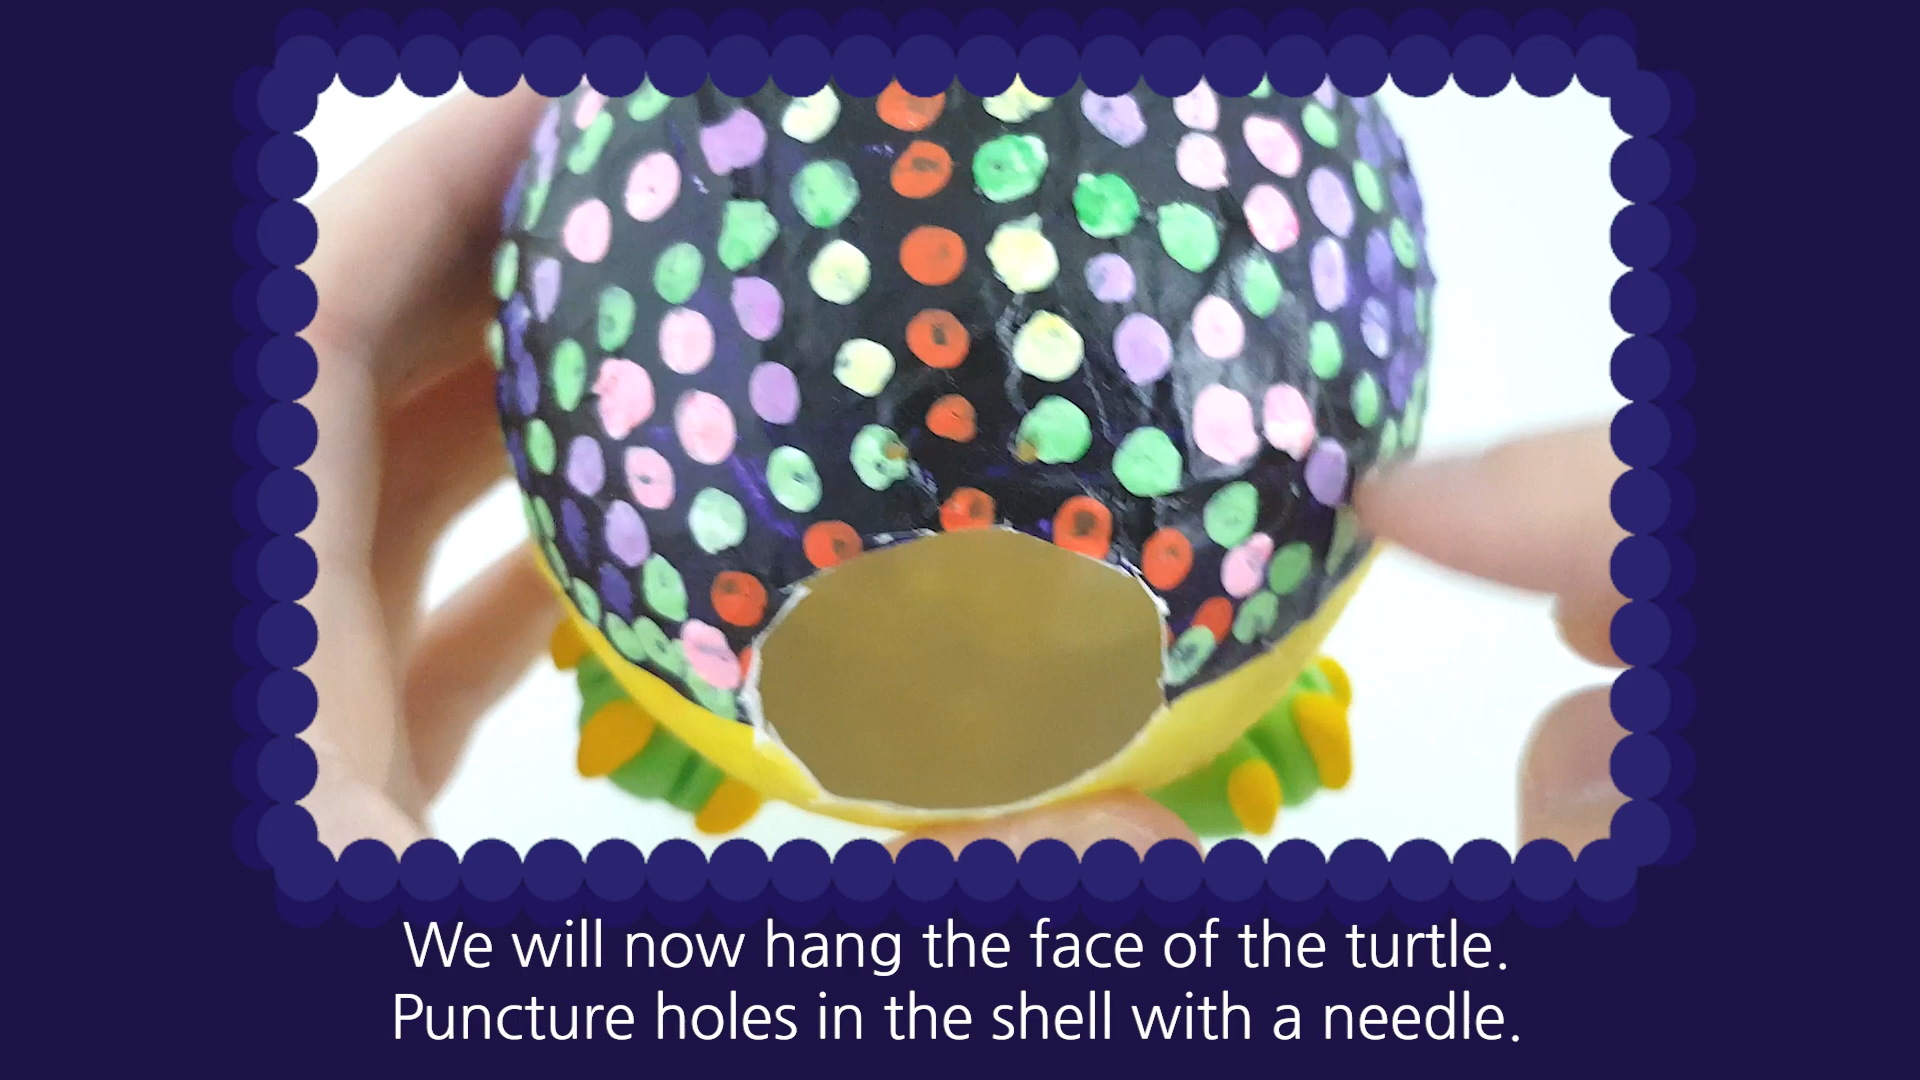 We will now hang the face of the turtle.
Puncture holes in the shell with a needle.